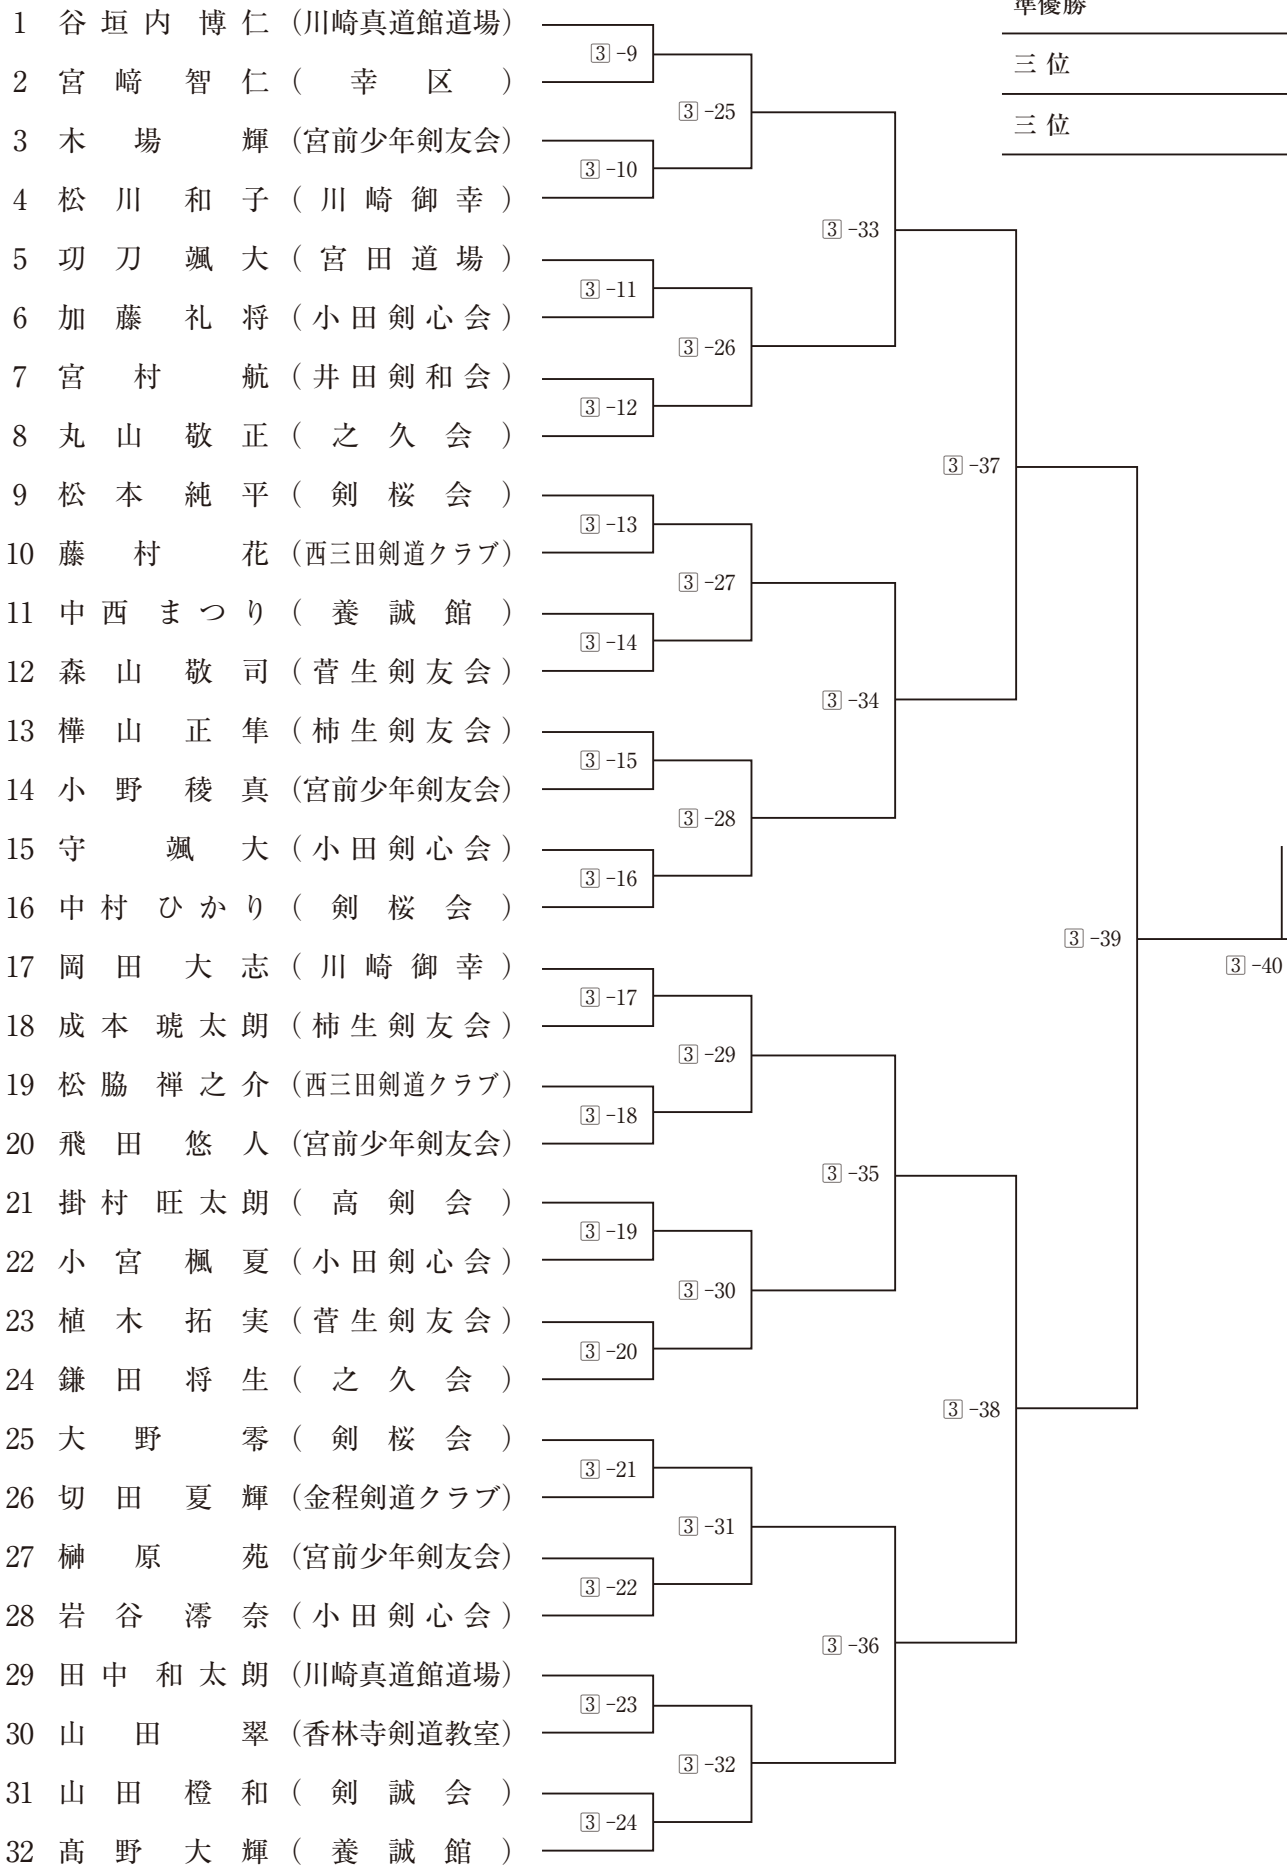 準優勝
三位
三位
1 谷垣内 博仁 (川崎真道館道場)
2 宮﨑 智仁 (幸区)
3 木場 輝 (宮前少年剣友会)
4 松川 和子 (川崎御幸)
5 功刀 颯大 (宮田道場)
6 加藤 礼将 (小田剣心会)
7 宮村 航 (井田剣和会)
8 丸山 敬正 (之久会)
9 松本 純平 (剣桜会)
10 藤村 花 (西三田剣道クラブ)
11 中西 まつり (養誠館)
12 森山 敬司 (菅生剣友会)
13 樺山 正隼 (柿生剣友会)
14 小野 稜真 (宮前少年剣友会)
15 守 颯大 (小田剣心会)
16 中村 ひかり (剣桜会)
17 岡田 大志 (川崎御幸)
18 成本 琥太朗 (柿生剣友会)
19 松脇 禅之介 (西三田剣道クラブ)
20 飛田 悠人 (宮前少年剣友会)
21 掛村 旺太朗 (高剣会)
22 小宮 楓夏 (小田剣心会)
23 植木 拓実 (菅生剣友会)
24 鎌田 将生 (之久会)
25 大野 零 (剣桜会)
26 切田 夏輝 (金程剣道クラブ)
27 榊原 苑 (宮前少年剣友会)
28 岩谷 澪奈 (小田剣心会)
29 田中 和太朗 (川崎真道館道場)
30 山田 翠 (香林寺剣道教室)
31 山田 橙和 (剣誠会)
32 髙野 大輝 (養誠館)
3-9
3-10
3-11
3-12
3-13
3-14
3-15
3-16
3-17
3-18
3-19
3-20
3-21
3-22
3-23
3-24
3-25
3-26
3-27
3-28
3-29
3-30
3-31
3-32
3-33
3-34
3-35
3-36
3-37
3-38
3-39
3-40